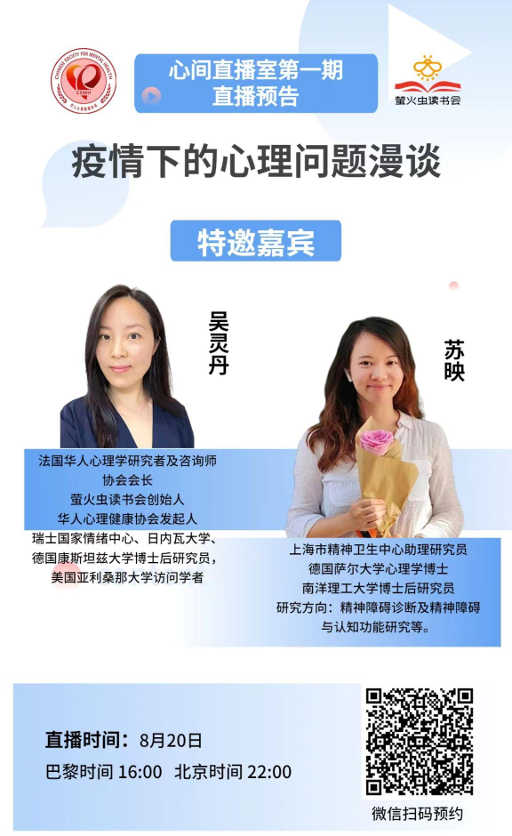 心间直播室第一期
直播预告
萤火虫读书会
疫情下的心理问题漫谈
特邀嘉宾
吴灵丹
苏映
法国华人心理学研究者及咨询师
协会会长
萤火虫读书会创始人
华人心理健康协会发起人
瑞士国家情绪中心、日内瓦大学、
德国康斯坦兹大学博士后研究员，
美国亚利桑那大学访问学者
上海市精神卫生中心助理研究员
德国萨尔大学心理学博士
南洋理工大学博士后研究员
研究方向：精神障碍诊断及精神障碍
与认知功能研究等。
直播时间：8月20日
巴黎时间 16:00 北京时间 22:00
微信扫码预约